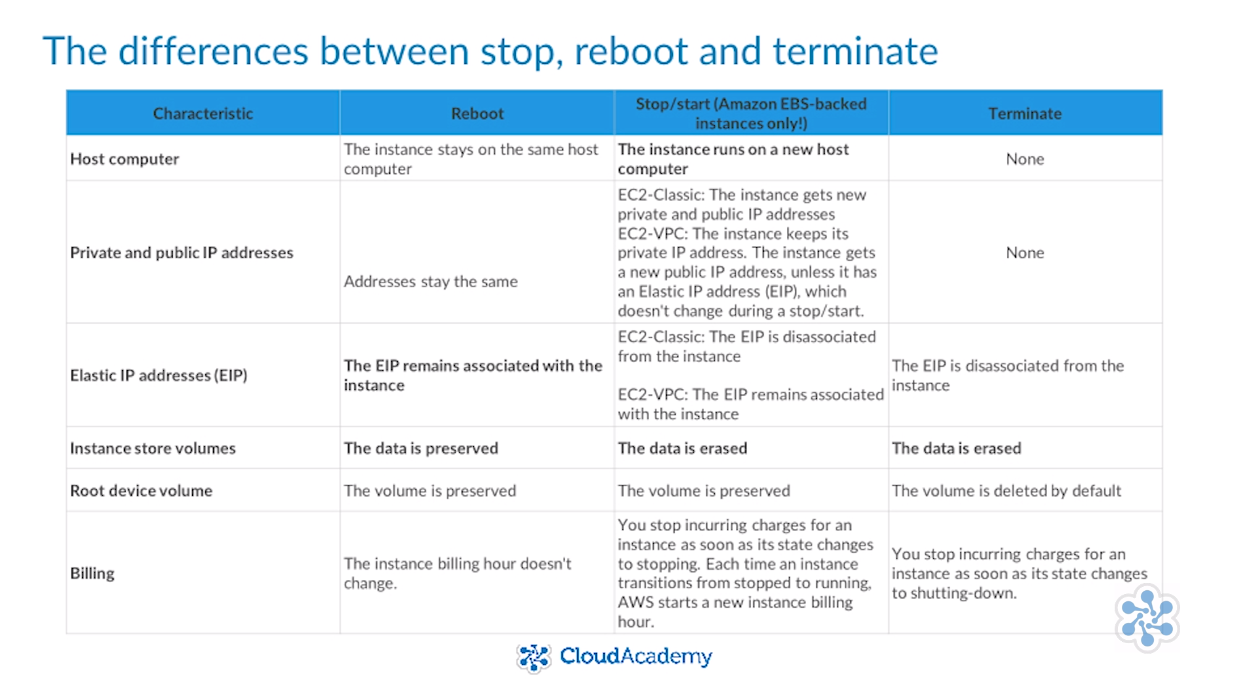 The differences between stop, reboot and terminate
Characteristic
Reboot
Stop/start (Amazon EBS-backed
instances only!)
Terminate
Host computer
The instance stays on the same host
computer
The instance runs on a new host
computer
None
Private and public IP addresses
Addresses stay the same
EC2-Classic: The instance gets new
private and public IP addresses
EC2-VPC: The instance keeps its
private IP address. The instance gets
a new public IP address, unless it has
an Elastic IP address (EIP), which
doesn't change during a stop/start.
None
Elastic IP addresses (EIP)
The EIP remains associated with the
instance
EC2-Classic: The EIP is disassociated
from the instance
EC2-VPC: The EIP remains associated
with the instance
The EIP is disassociated from the
instance
Instance store volumes
The data is preserved
The data is erased
The data is erased
Root device volume
The volume is preserved
The volume is preserved
The volume is deleted by default
Billing
The instance billing hour doesn't
change.
You stop incurring charges for an
instance as soon as its state changes
to stopping. Each time an instance
transitions from stopped to running,
AWS starts a new instance billing
hour.
You stop incurring charges for an
instance as soon as its state changes
to shutting-down.
CloudAcademy